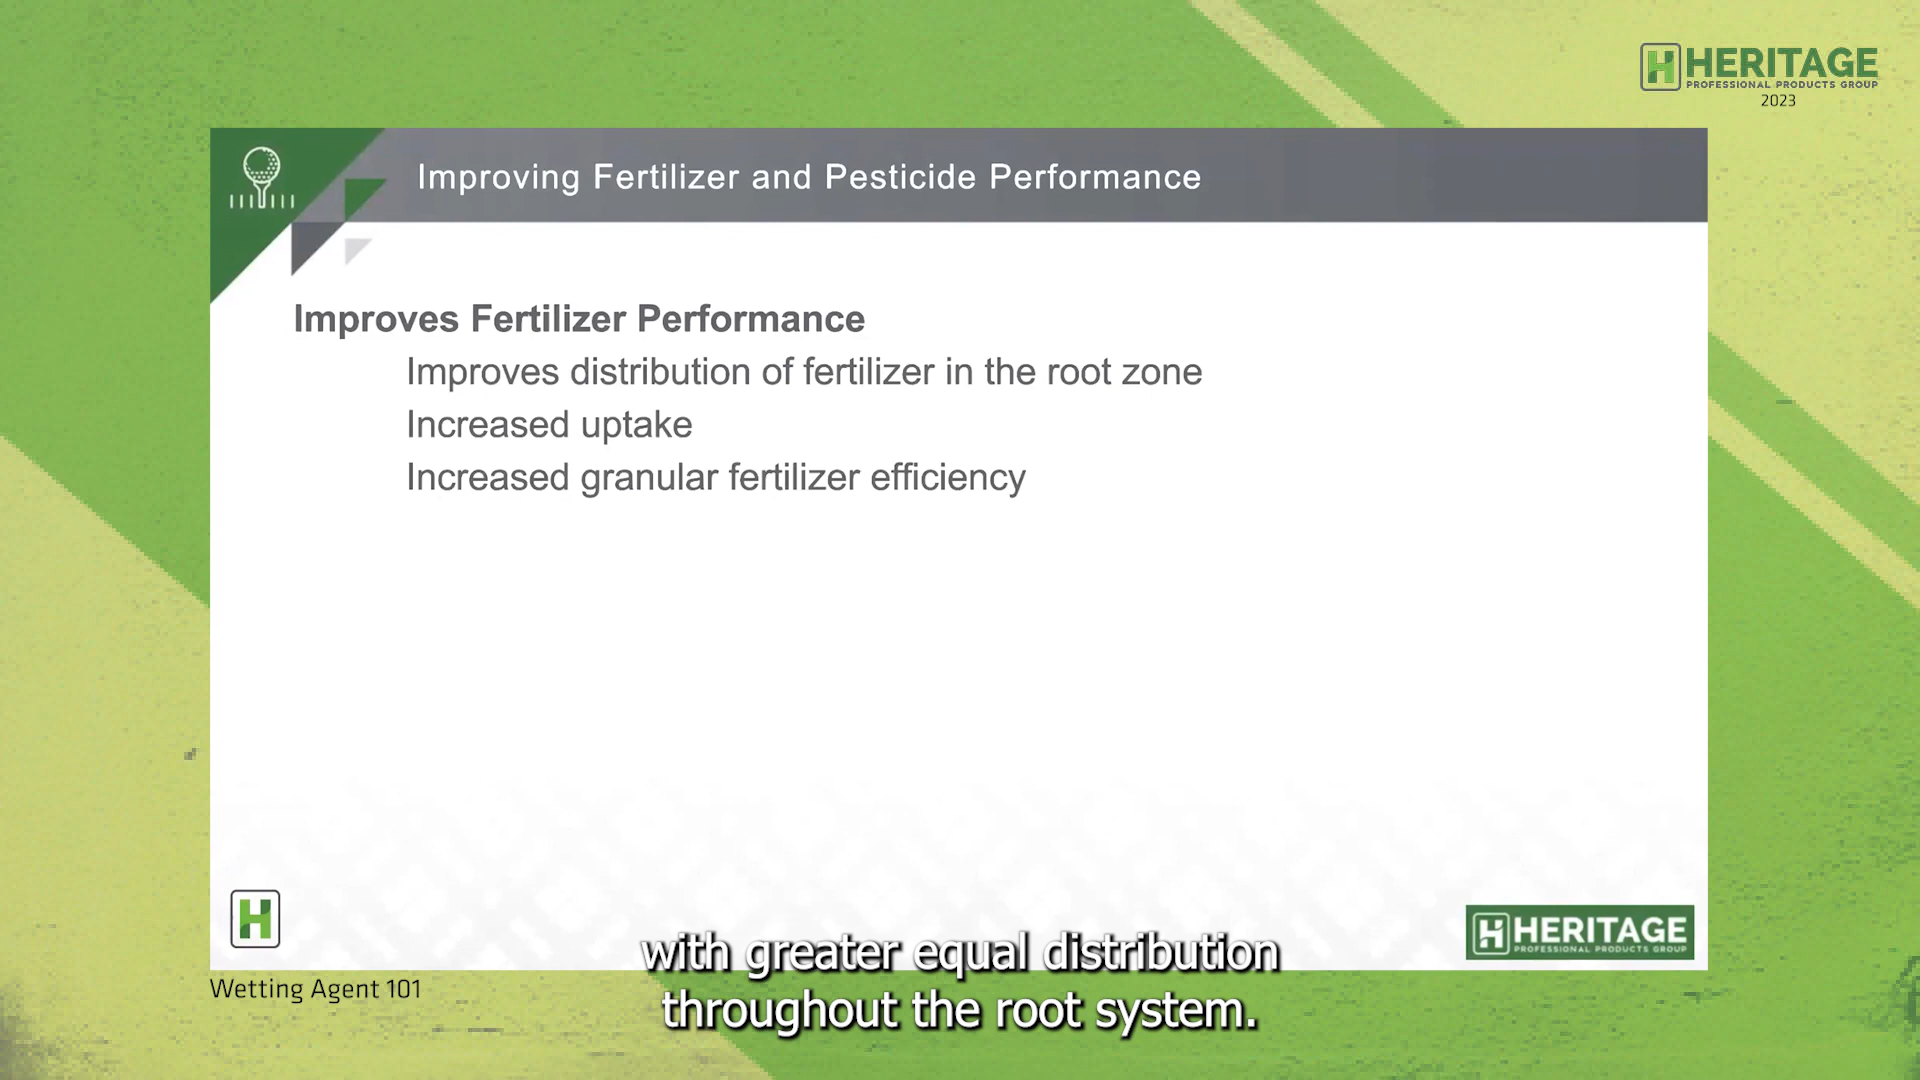 HERITAGE
PROFESSIONAL PRODUCTS GROUP
2023
Improving Fertilizer and Pesticide Performance
Improves Fertilizer Performance
Improves distribution of fertilizer in the root zone
Increased uptake
Increased granular fertilizer efficiency
H
HERITAGE
PROFESSIONAL PRODUCTS GROUP
with greater equal distribution
throughout the root system.
Wetting Agent 101